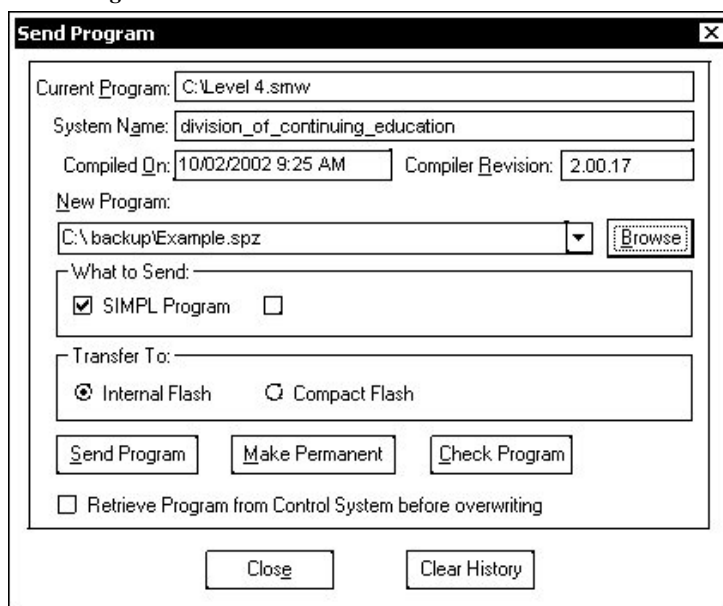 Send Program
Current Program: C:\Level 4.smw
System Name: division_of_continuing_education
Compiled On: 10/02/2002 9:25 AM Compiler Revision: 2.00.17
New Program:
C:\ backup\Example.spz Browse
What to Send:
SIMPL Program
Transfer To:
Internal Flash Compact Flash
Send Program Make Permanent Check Program
Retrieve Program from Control System before overwriting
Close Clear History